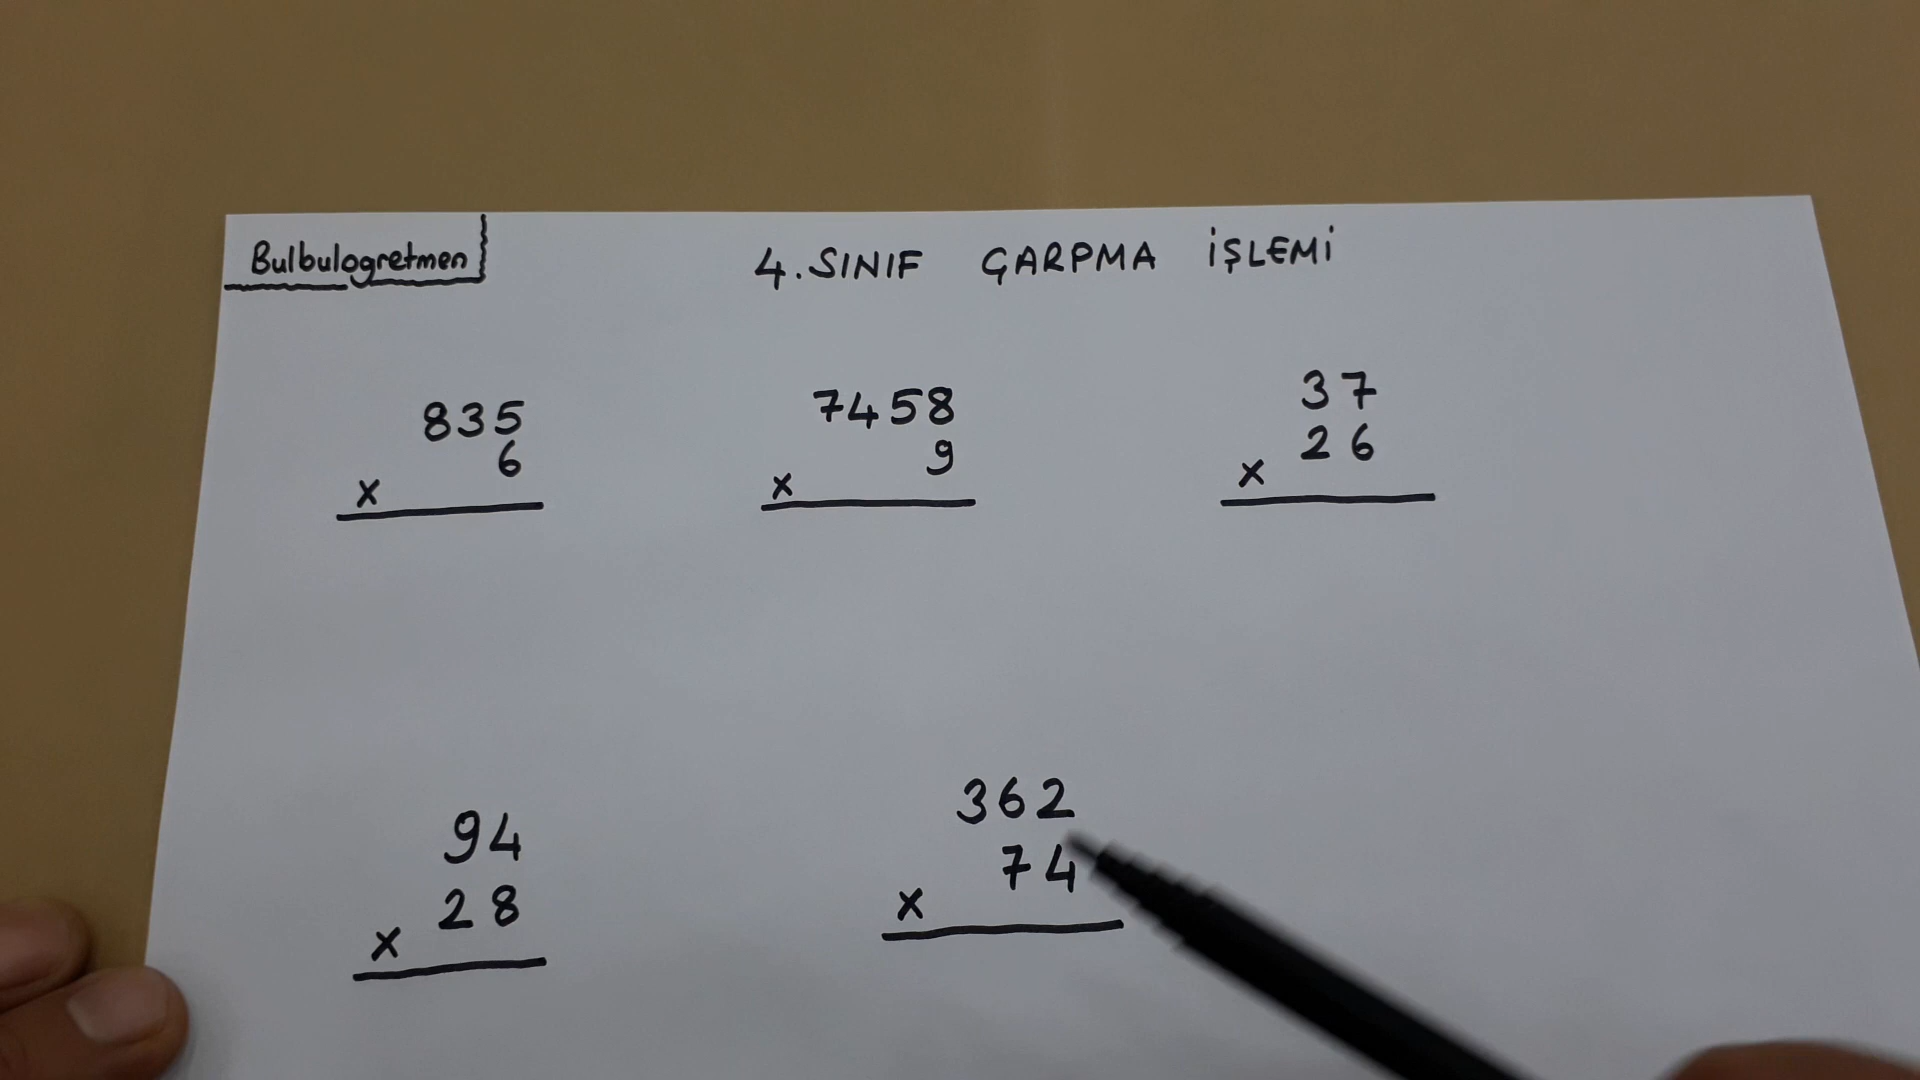 Bulbulogretmen
4. SINIF ÇARPMA İŞLEMİ
835
6
x
7458
9
x
37
26
x
94
28
x
362
74
x